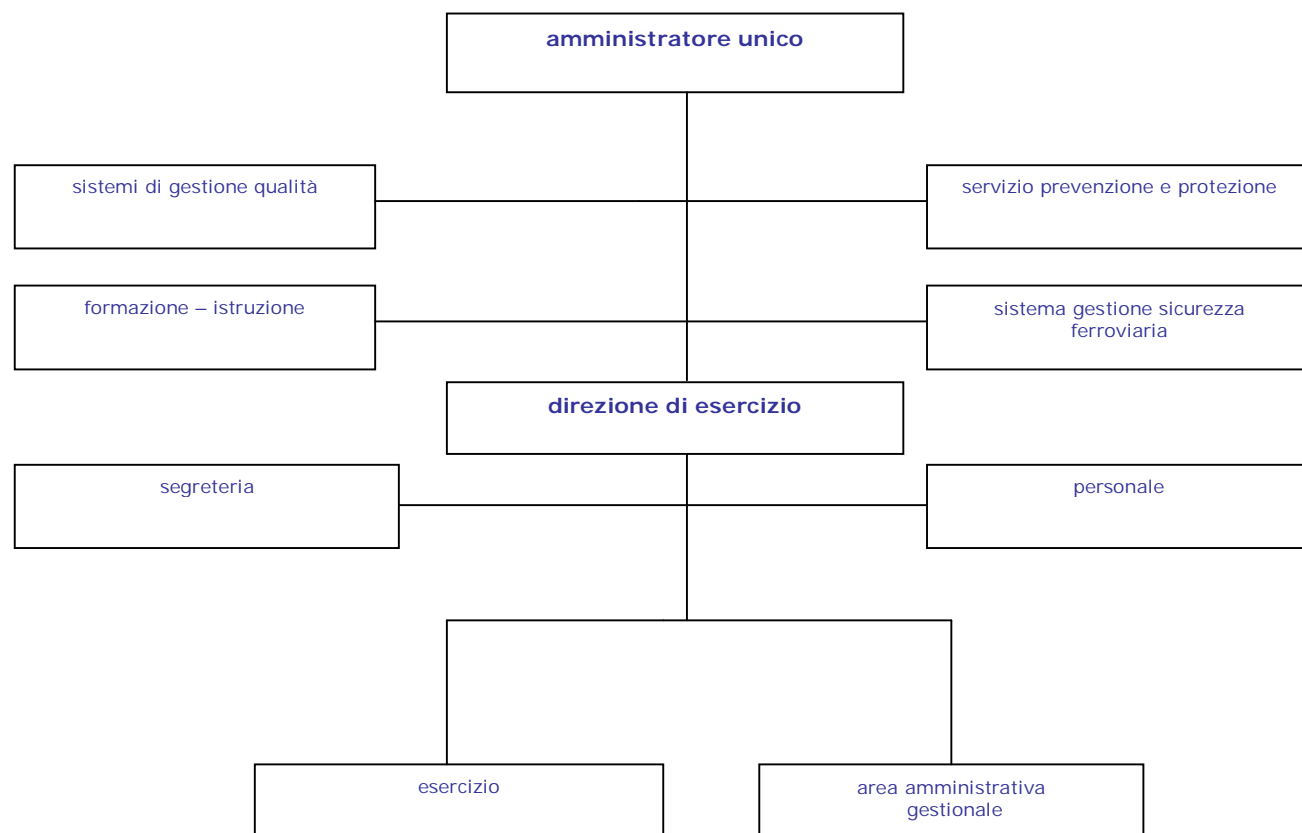 amministratore unico
sistemi di gestione qualità
servizio prevenzione e protezione
formazione – istruzione
sistema gestione sicurezza
ferroviaria
direzione di esercizio
segreteria
personale
esercizio
area amministrativa
gestionale